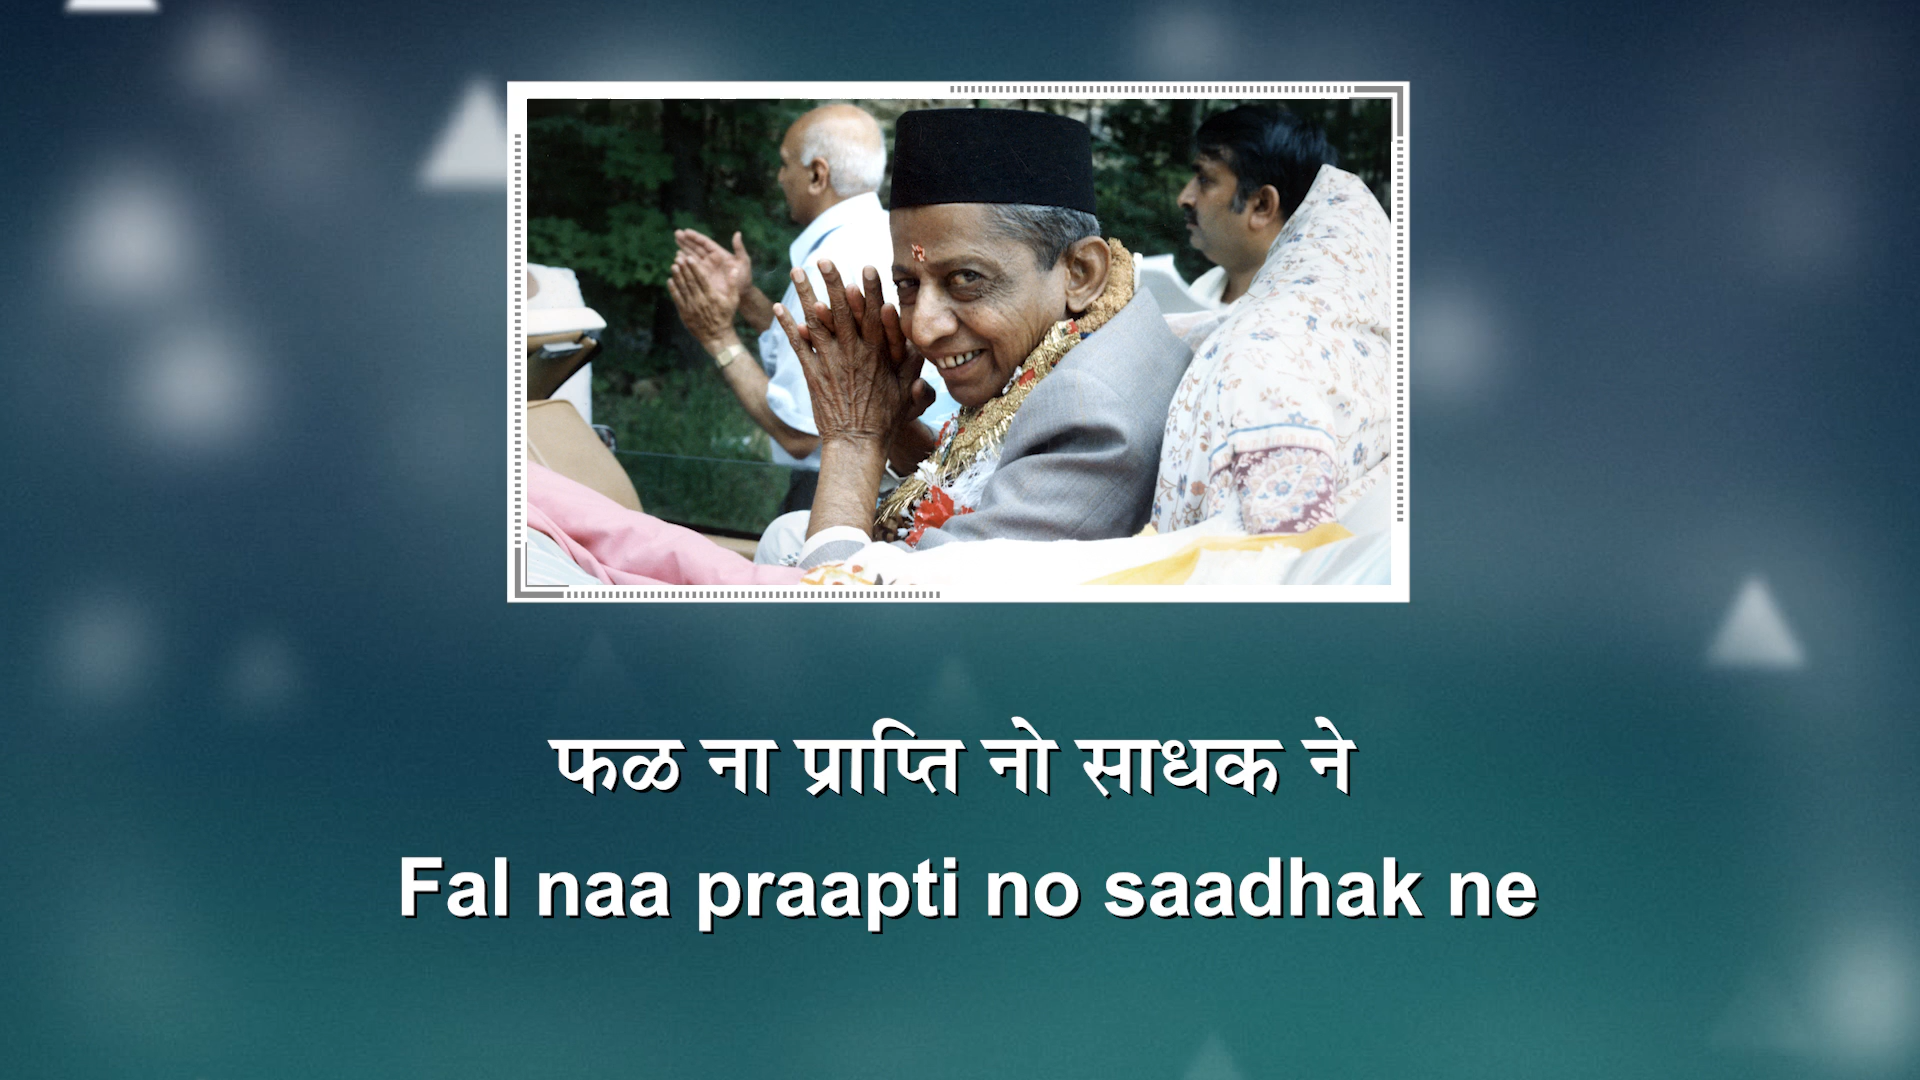 फळ ना प्राप्ति नो साधक ने
Fal naa praapti no saadhak ne